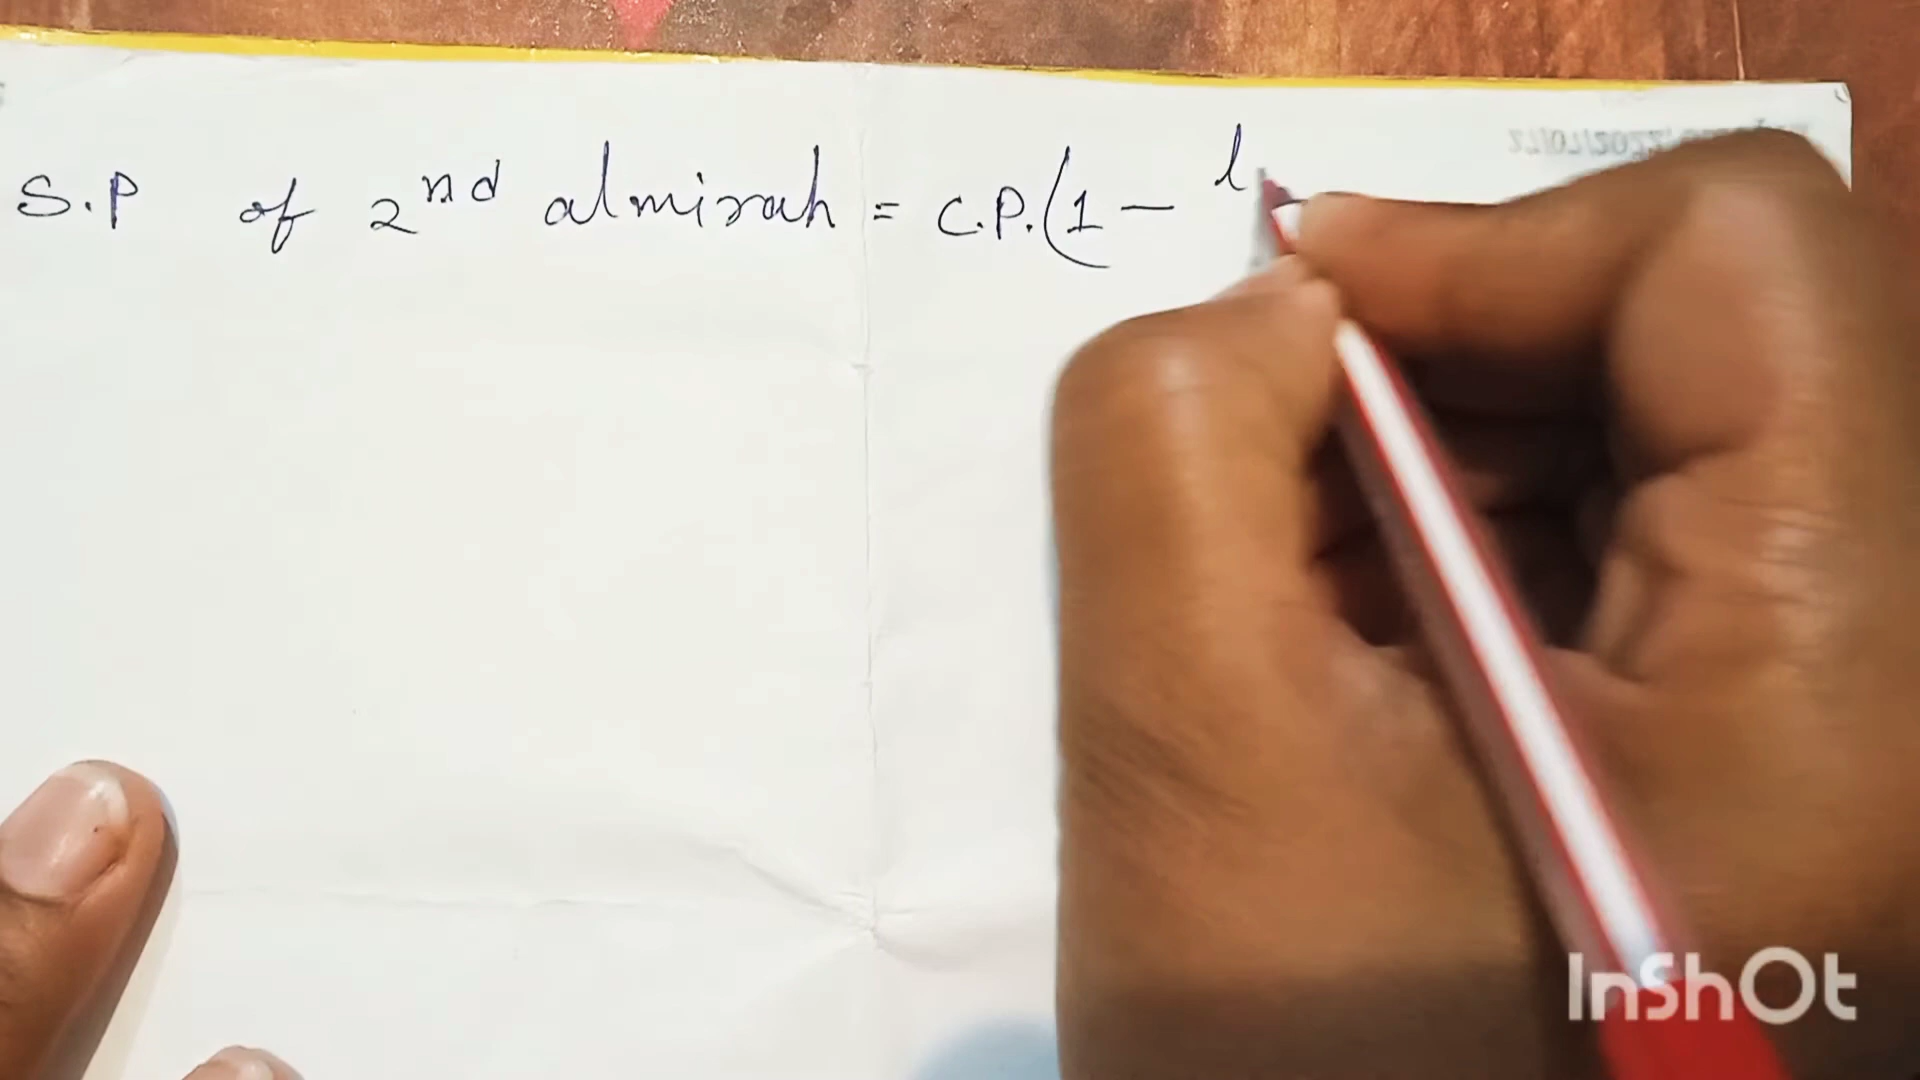 S.P of 2nd almirah = C.P.(1 - l
InShOt